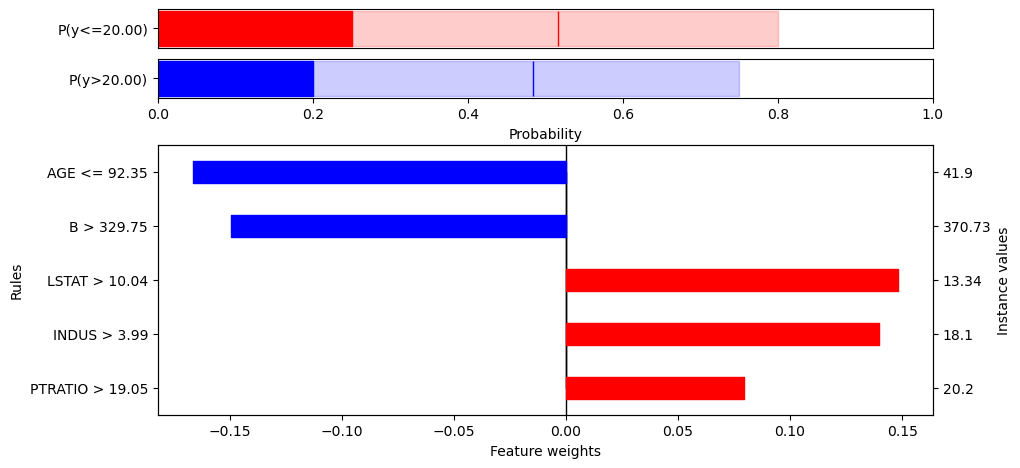 P(y<=20.00)
P(y>20.00)
0.0 0.2 0.4 0.6 0.8 1.0
Probability
AGE <= 92.35 41.9
B > 329.75 370.73
LSTAT > 10.04 13.34
INDUS > 3.99 18.1
PTRATIO > 19.05 20.2
Rules
Instance values
−0.15 −0.10 −0.05 0.00 0.05 0.10 0.15
Feature weights